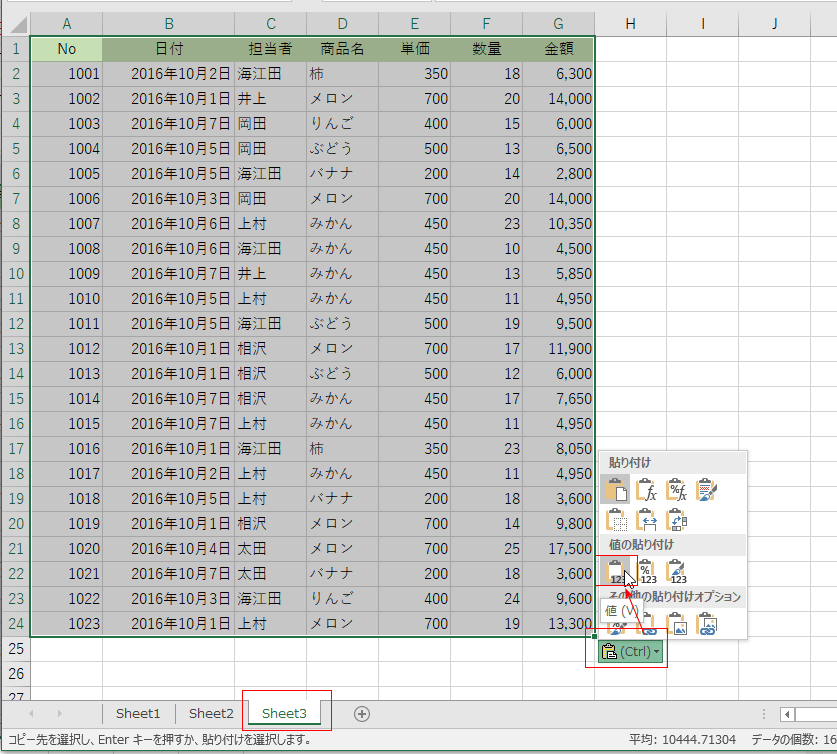 A B C D E F G H I J
1 No 日付 担当者 商品名 単価 数量 金額
2 1001 2016年10月2日 海江田 柿 350 18 6,300
3 1002 2016年10月1日 井上 メロン 700 20 14,000
4 1003 2016年10月7日 岡田 りんご 400 15 6,000
5 1004 2016年10月5日 岡田 ぶどう 500 13 6,500
6 1005 2016年10月5日 海江田 バナナ 200 14 2,800
7 1006 2016年10月3日 岡田 メロン 700 20 14,000
8 1007 2016年10月6日 上村 みかん 450 23 10,350
9 1008 2016年10月6日 海江田 みかん 450 10 4,500
10 1009 2016年10月7日 井上 みかん 450 13 5,850
11 1010 2016年10月5日 上村 みかん 450 11 4,950
12 1011 2016年10月5日 海江田 ぶどう 500 19 9,500
13 1012 2016年10月1日 相沢 メロン 700 17 11,900
14 1013 2016年10月1日 相沢 ぶどう 500 12 6,000
15 1014 2016年10月7日 相沢 みかん 450 17 7,650
16 1015 2016年10月7日 上村 みかん 450 11 4,950
17 1016 2016年10月1日 海江田 柿 350 23 8,050
18 1017 2016年10月2日 上村 みかん 450 11 4,950
19 1018 2016年10月5日 上村 バナナ 200 18 3,600
20 1019 2016年10月1日 相沢 メロン 700 14 9,800
21 1020 2016年10月4日 太田 メロン 700 25 17,500
22 1021 2016年10月7日 太田 バナナ 200 18 3,600
23 1022 2016年10月3日 海江田 りんご 400 24 9,600
24 1023 2016年10月1日 上村 メロン 700 19 13,300
25
26
27
貼り付け
fx %fx
値の貼り付け
123 %123 123
その他の貼り付けオプション
値 (V)
(Ctrl)
Sheet1 Sheet2 Sheet3
コピー先を選択し、Enter キーを押すか、貼り付けを選択します。 平均: 10444.71304 データの個数: 16